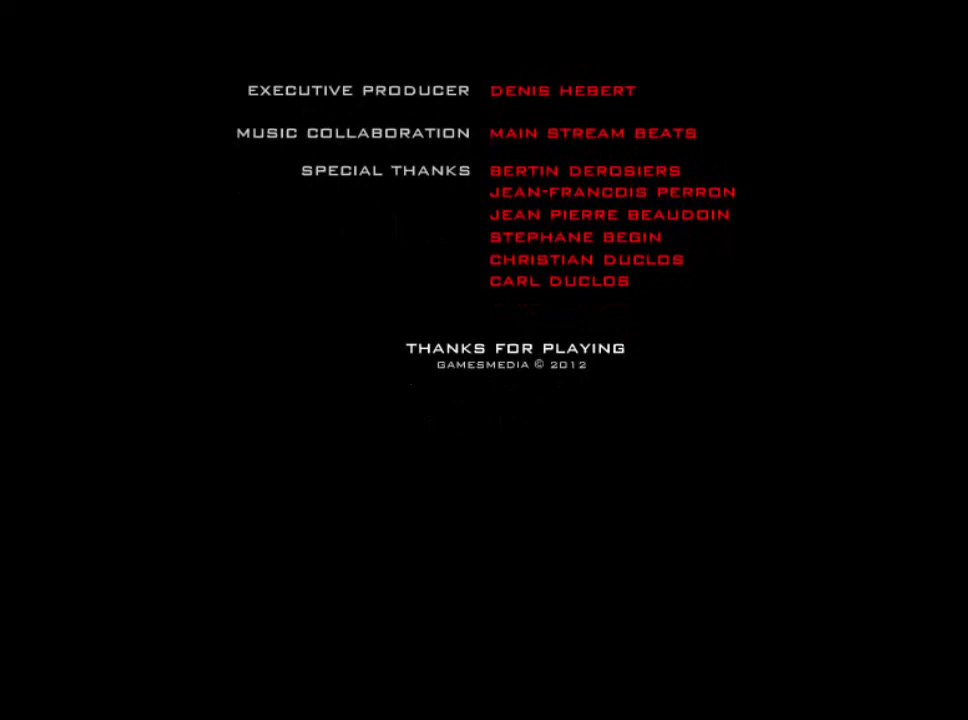 EXECUTIVE PRODUCER DENIS HEBERT
MUSIC COLLABORATION MAIN STREAM BEATS
SPECIAL THANKS BERTIN DEROSIERS
JEAN-FRANCOIS PERRON
JEAN PIERRE BEAUDOIN
STEPHANE BEGIN
CHRISTIAN DUCLOS
CARL DUCLOS
THANKS FOR PLAYING
GAMESMEDIA © 2012